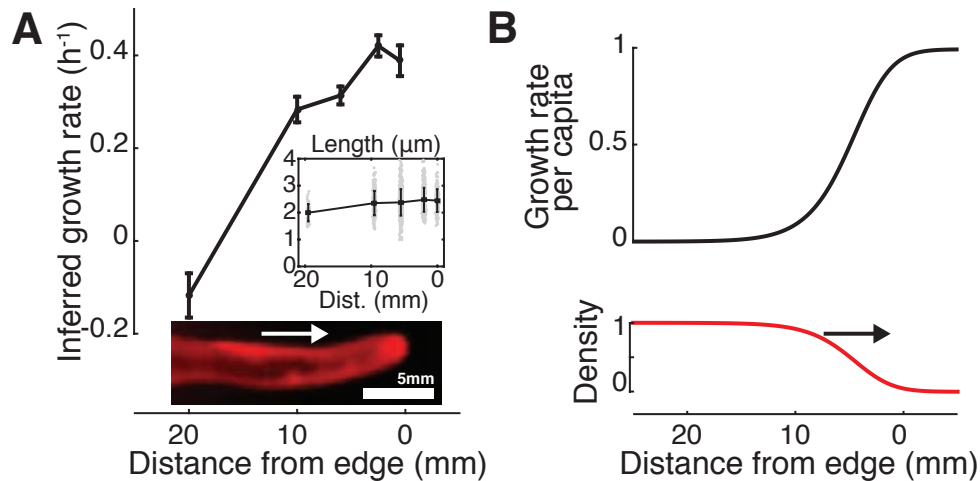 A
Inferred growth rate (h⁻¹)
0.4
0.2
0
-0.2
Length (μm)
4
3
2
1
0
20 10 0
Dist. (mm)
5mm
20 10 0
Distance from edge (mm)
B
Growth rate
per capita
1
0.5
0
Density
1
0
20 10 0
Distance from edge (mm)